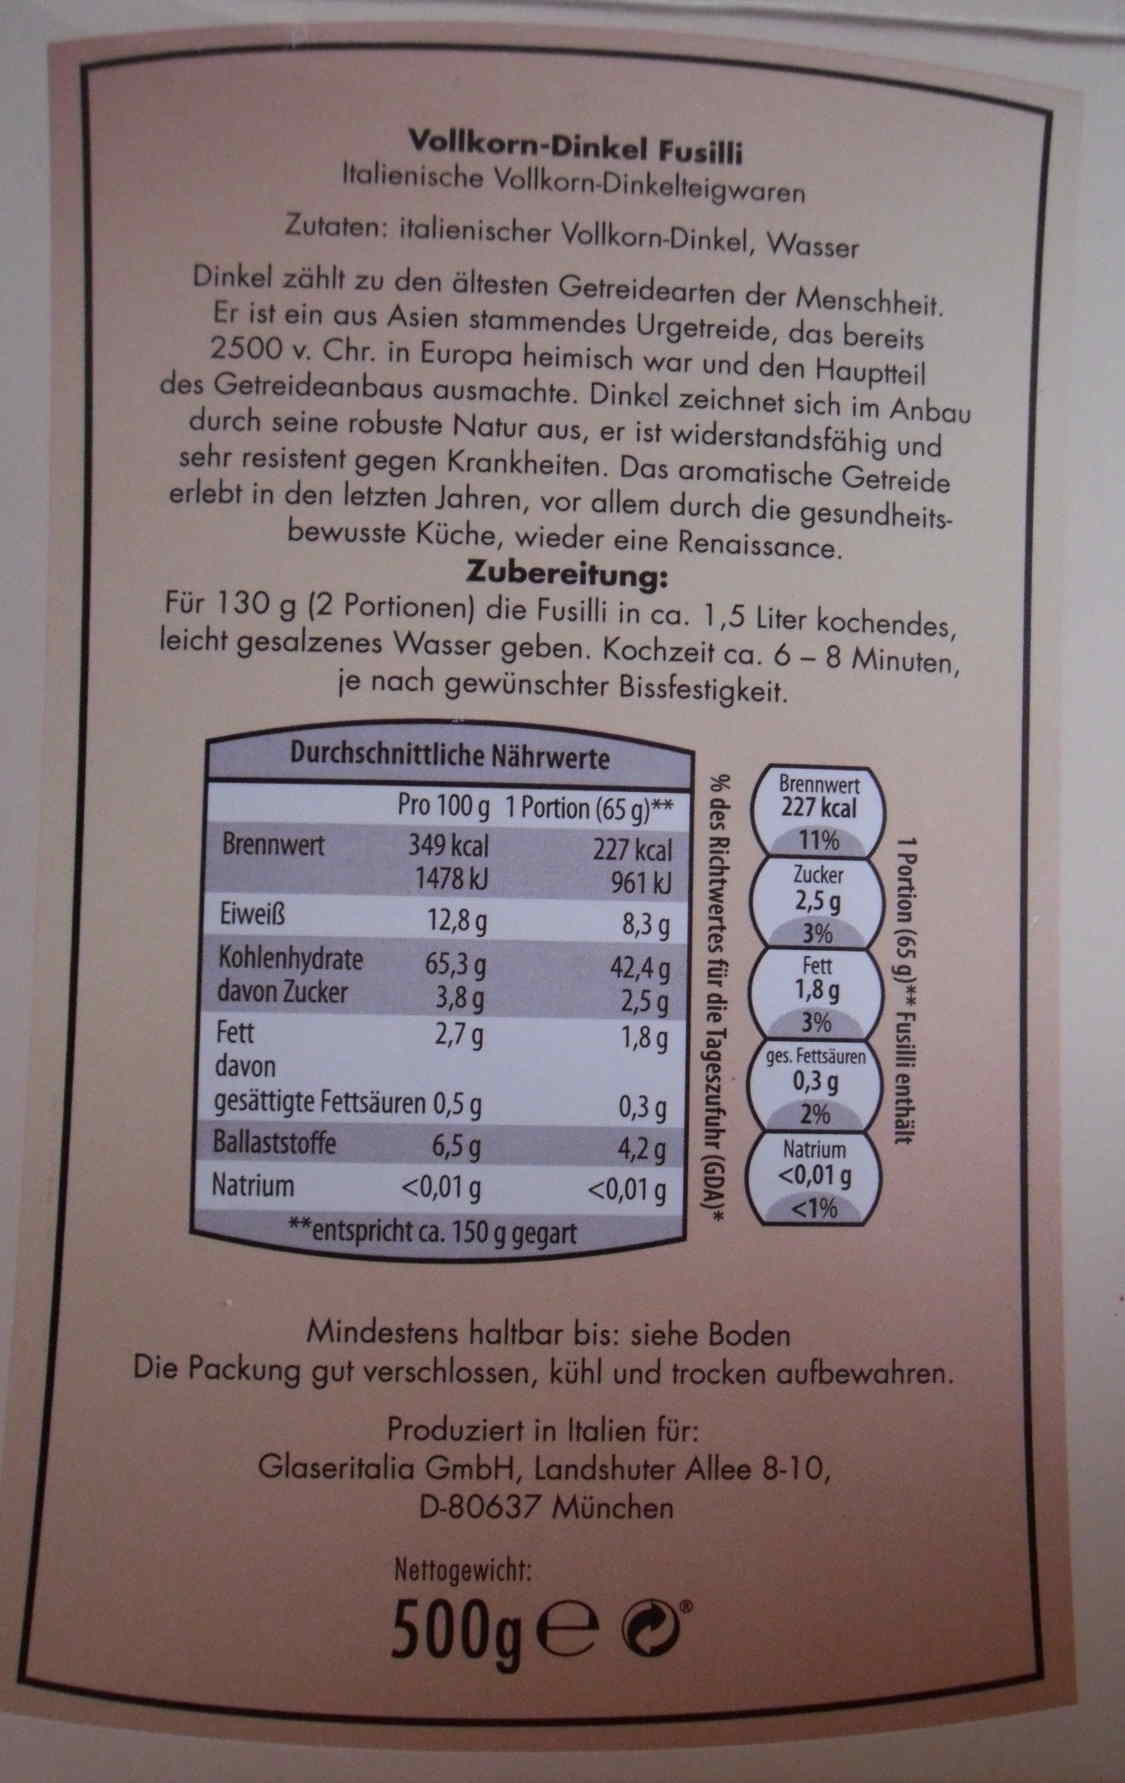 Vollkorn-Dinkel Fusilli
Italienische Vollkorn-Dinkelteigwaren
Zutaten: italienischer Vollkorn-Dinkel, Wasser
Dinkel zählt zu den ältesten Getreidearten der Menschheit.
Er ist ein aus Asien stammendes Urgetreide, das bereits
2500 v. Chr. in Europa heimisch war und den Hauptteil
des Getreideanbaus ausmachte. Dinkel zeichnet sich im Anbau
durch seine robuste Natur aus, er ist widerstandsfähig und
sehr resistent gegen Krankheiten. Das aromatische Getreide
erlebt in den letzten Jahren, vor allem durch die gesundheits-
bewusste Küche, wieder eine Renaissance.
Zubereitung:
Für 130 g (2 Portionen) die Fusilli in ca. 1,5 Liter kochendes,
leicht gesalzenes Wasser geben. Kochzeit ca. 6 – 8 Minuten,
je nach gewünschter Bissfestigkeit.
Durchschnittliche Nährwerte
Pro 100 g 1 Portion (65 g)**
Brennwert 349 kcal 227 kcal
1478 kJ 961 kJ
Eiweiß 12,8 g 8,3 g
Kohlenhydrate 65,3 g 42,4 g
davon Zucker 3,8 g 2,5 g
Fett 2,7 g 1,8 g
davon
gesättigte Fettsäuren 0,5 g 0,3 g
Ballaststoffe 6,5 g 4,2 g
Natrium <0,01 g <0,01 g
**entspricht ca. 150 g gegart
% des Richtwertes für die Tageszufuhr (GDA)*
Brennwert
227 kcal
11%
Zucker
2,5 g
3%
Fett
1,8 g
3%
ges. Fettsäuren
0,3 g
2%
Natrium
<0,01 g
<1%
1 Portion (65 g)** Fusilli enthält
Mindestens haltbar bis: siehe Boden
Die Packung gut verschlossen, kühl und trocken aufbewahren.
Produziert in Italien für:
Glaseritalia GmbH, Landshuter Allee 8-10,
D-80637 München
Nettogewicht:
500g e ®